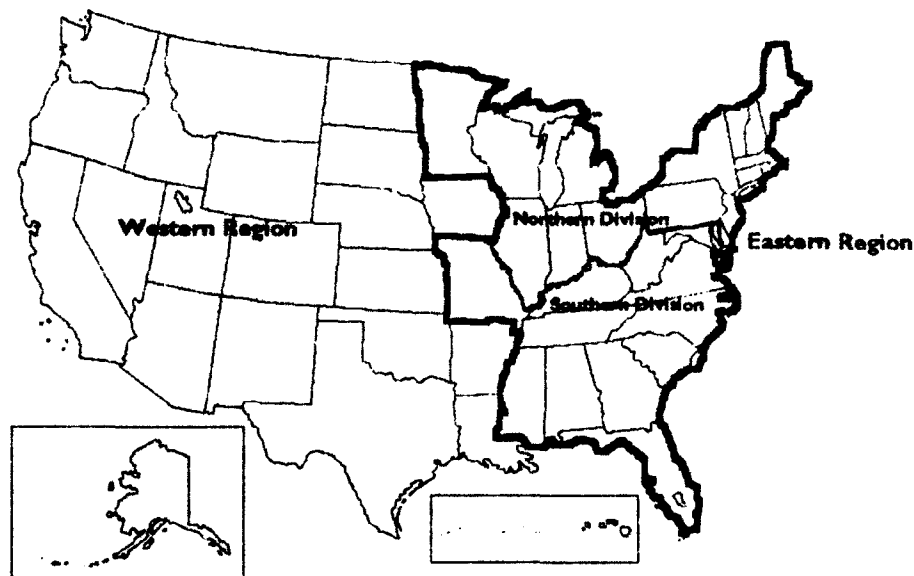 Northern Division
Western Region
Eastern Region
Southern Division